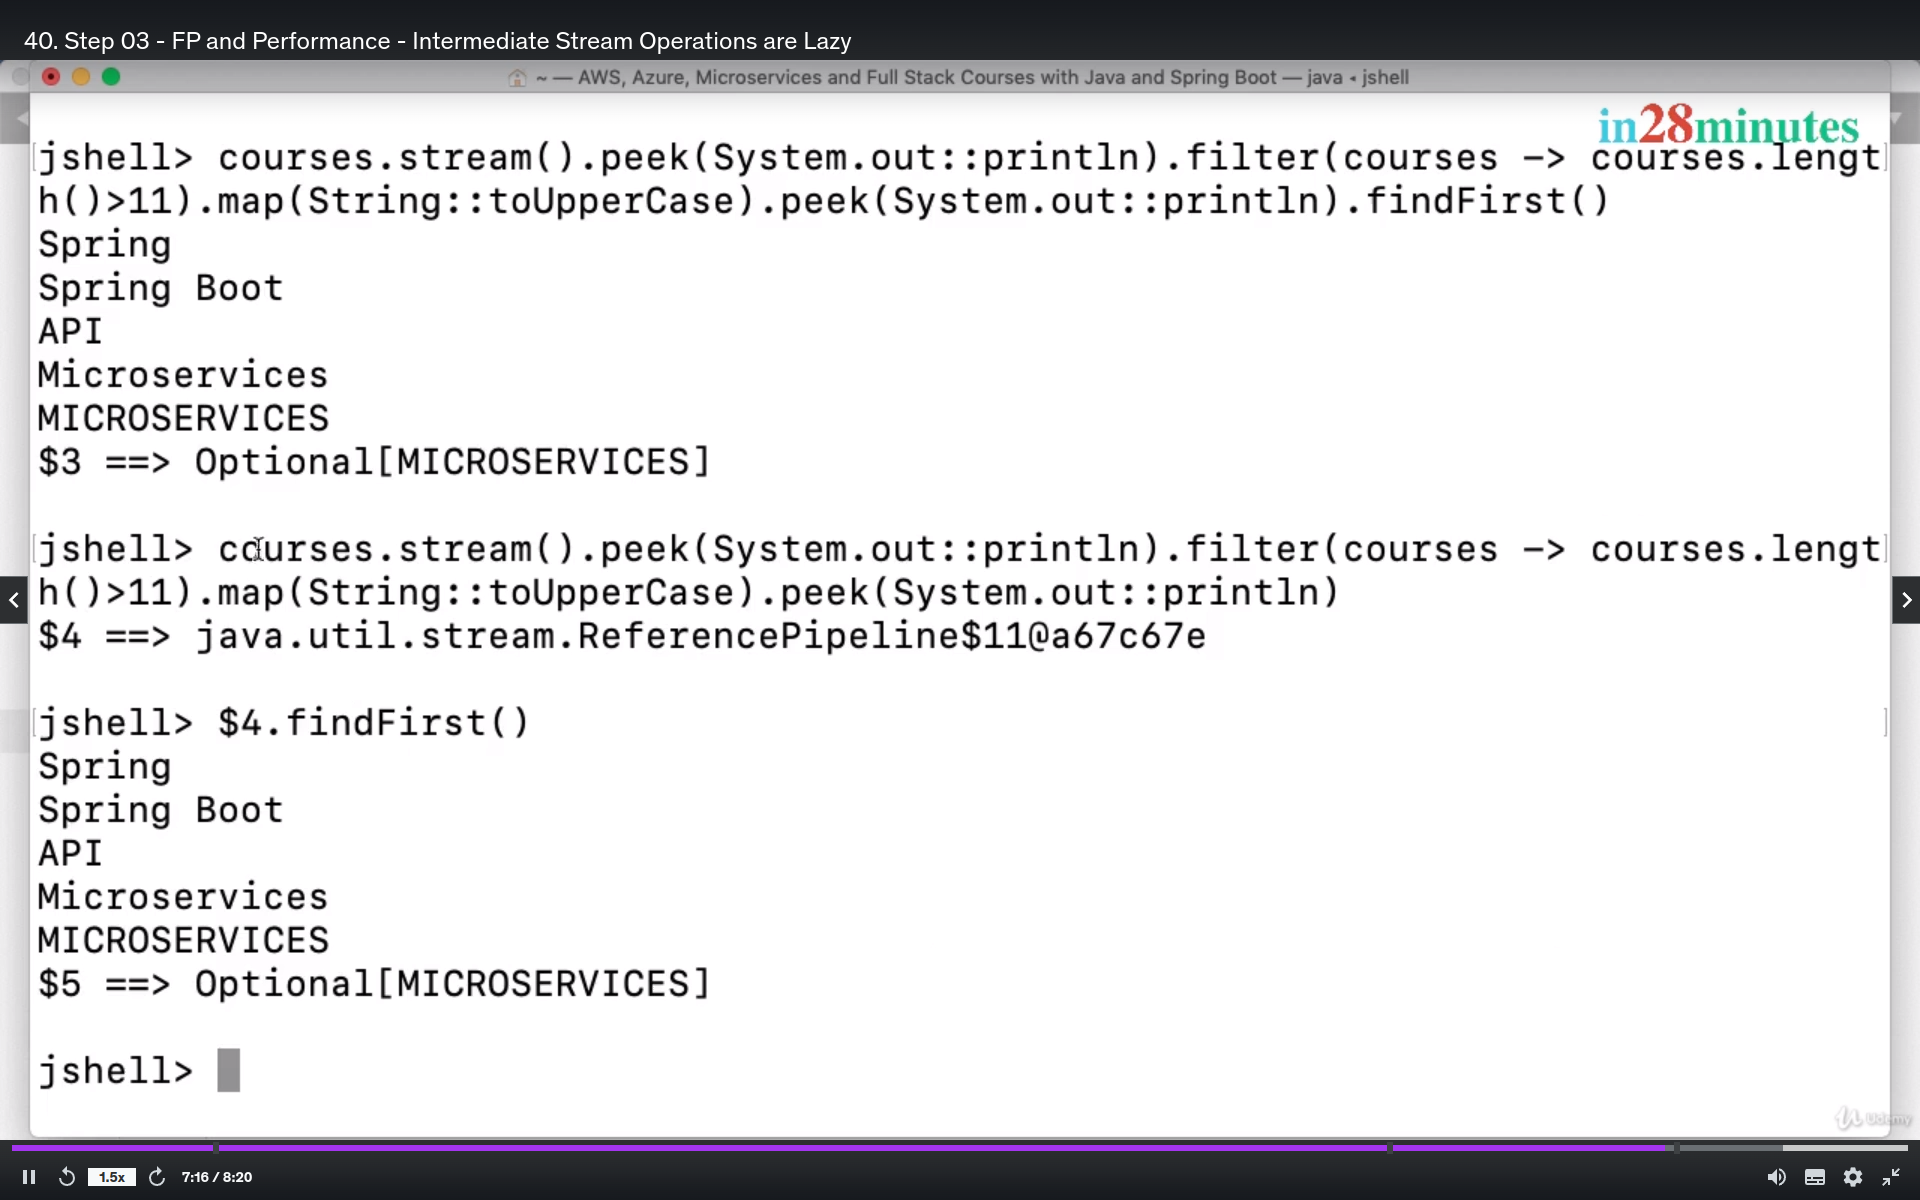 40. Step 03 - FP and Performance - Intermediate Stream Operations are Lazy
~ — AWS, Azure, Microservices and Full Stack Courses with Java and Spring Boot — java ◂ jshell
in28minutes
jshell> courses.stream().peek(System.out::println).filter(courses -> courses.lengt
h()>11).map(String::toUpperCase).peek(System.out::println).findFirst()
Spring
Spring Boot
API
Microservices
MICROSERVICES
$3 ==> Optional[MICROSERVICES]
jshell> courses.stream().peek(System.out::println).filter(courses -> courses.lengt
h()>11).map(String::toUpperCase).peek(System.out::println)
$4 ==> java.util.stream.ReferencePipeline$11@a67c67e
jshell> $4.findFirst()
Spring
Spring Boot
API
Microservices
MICROSERVICES
$5 ==> Optional[MICROSERVICES]
jshell>
Udemy
1.5x
7:16 / 8:20